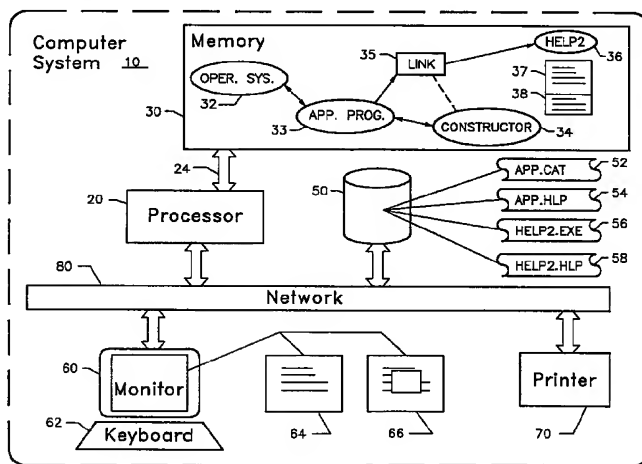 Computer System 10
Memory
OPER. SYS.
32
APP. PROG.
33
35
LINK
HELP2
36
37
38
CONSTRUCTOR
34
30
24
20
Processor
50
APP.CAT
52
APP.HLP
54
HELP2.EXE
56
HELP2.HLP
58
80
Network
60
Monitor
62
Keyboard
64
66
Printer
70